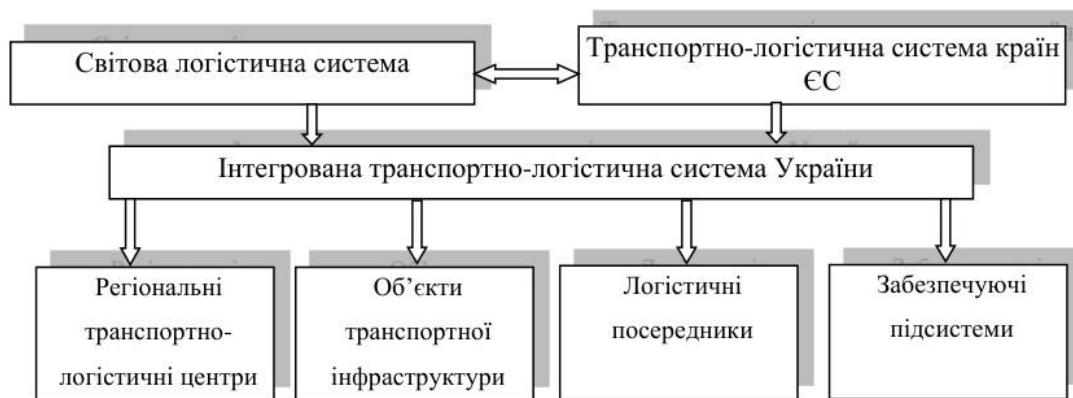 Світова логістична система
Транспортно-логістична система країн
ЄС
Інтегрована транспортно-логістична система України
Регіональні
транспортно-
логістичні центри
Об’єкти
транспортної
інфраструктури
Логістичні
посередники
Забезпечуючі
підсистеми